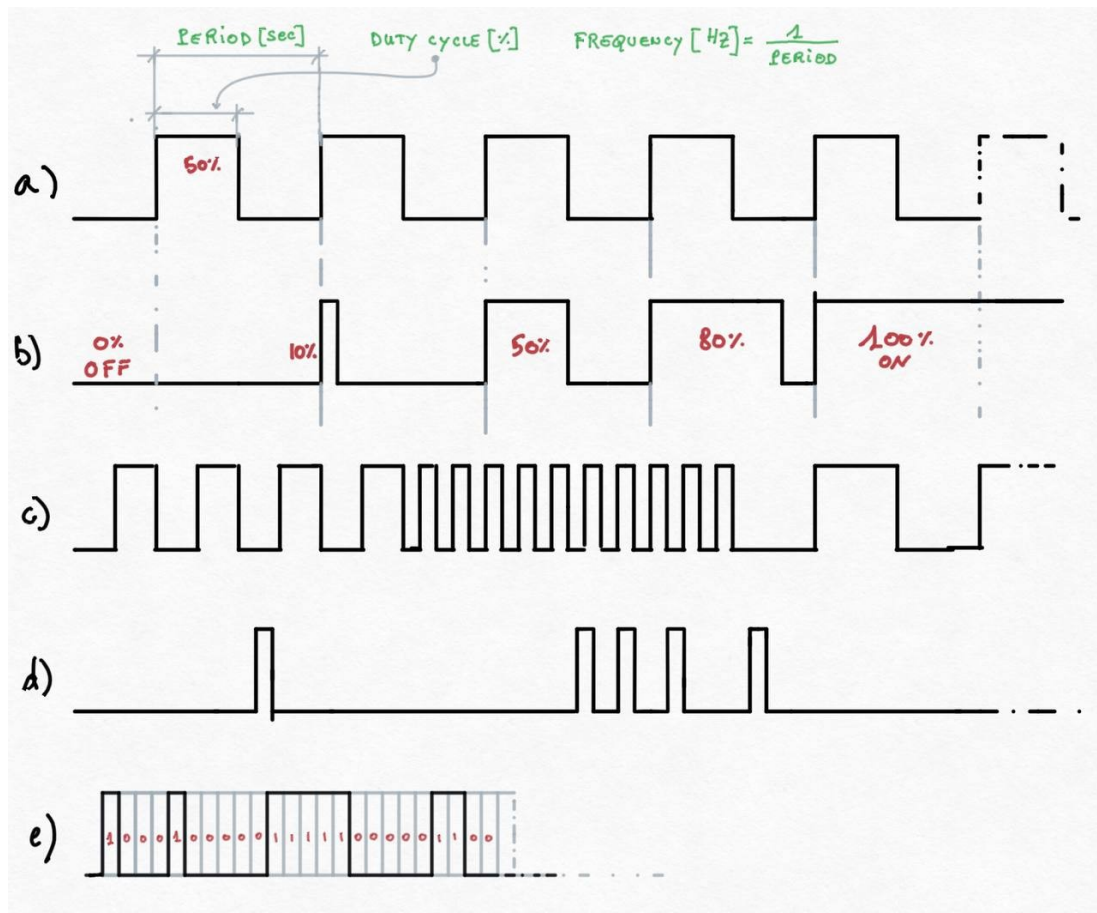 PERIOD [sec] DUTY CYCLE [%] FREQUENCY [HZ] = 1
PERIOD
a) 50%
b) 0% 10% 50% 80% 100%
OFF ON
c)
d)
e) 1 0 0 0 1 0 0 0 0 0 1 1 1 1 1 0 0 0 0 0 1 1 0 0